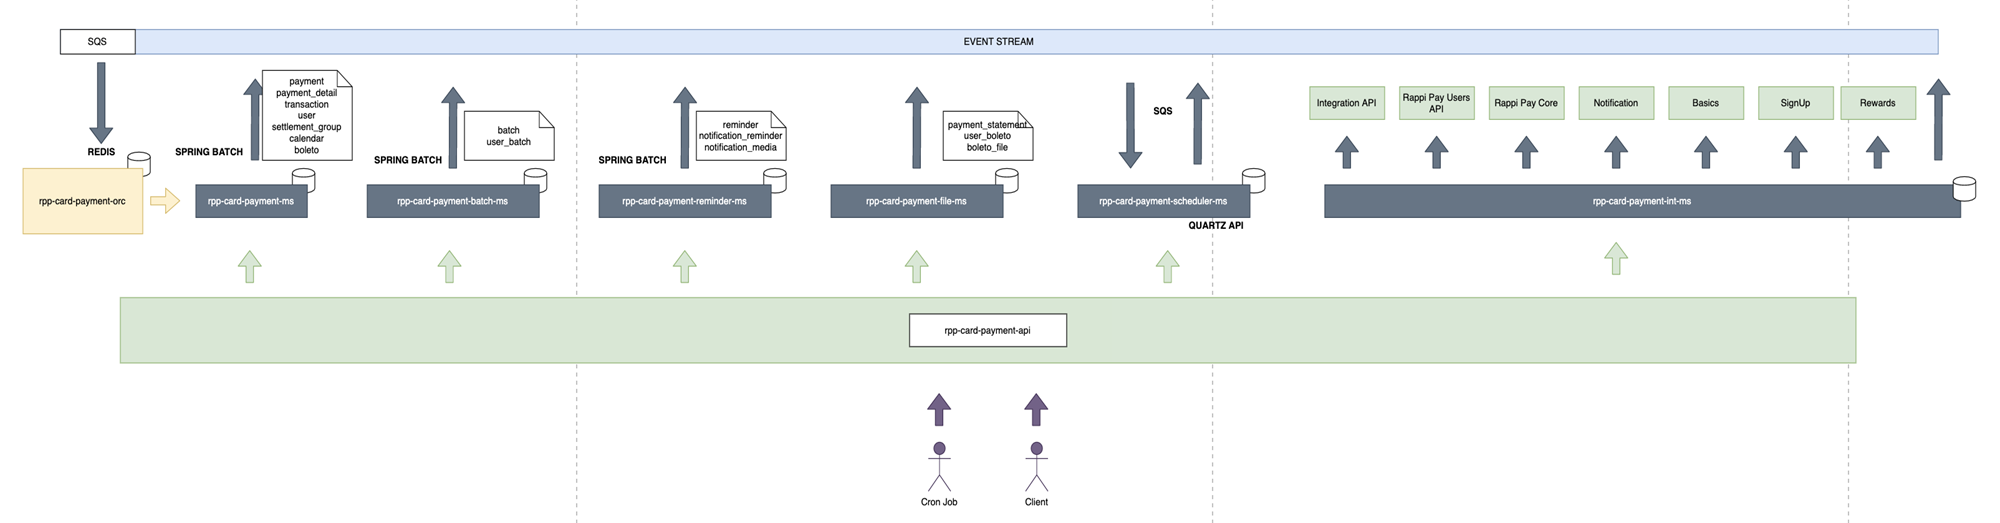 SQS
EVENT STREAM
payment
payment_detail
transaction
user
settlement_group
calendar
boleto
batch
user_batch
reminder
notification_reminder
notification_media
payment_statement
user_boleto
boleto_file
SQS
Integration API
Rappi Pay Users
API
Rappi Pay Core
Notification
Basics
SignUp
Rewards
REDIS
SPRING BATCH
SPRING BATCH
SPRING BATCH
rpp-card-payment-orc
rpp-card-payment-ms
rpp-card-payment-batch-ms
rpp-card-payment-reminder-ms
rpp-card-payment-file-ms
rpp-card-payment-scheduler-ms
rpp-card-payment-int-ms
QUARTZ API
rpp-card-payment-api
Cron Job
Client